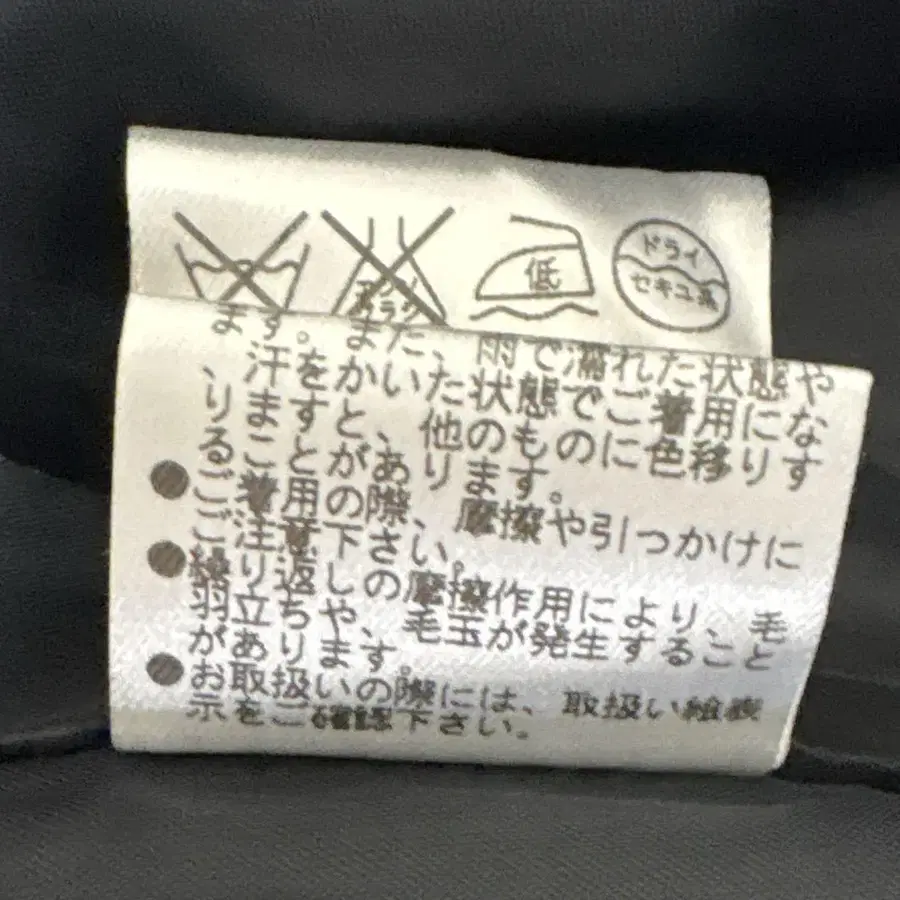 低
ドライ
セキユ系
ます。また、雨で濡れた状態や
、汗をかいた状態でご着用にな
りますと、他のものに色移りす
ることがあります。
●ご着用の際、摩擦や引っかけに
ご注意下さい。
●繰り返しの摩擦作用により、毛
羽立ちや毛玉が発生すること
があります。
●お取扱いの際には、取扱い絵表
示をご確認下さい。